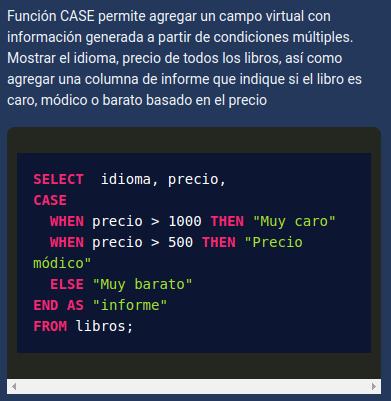 Función CASE permite agregar un campo virtual con
información generada a partir de condiciones múltiples.
Mostrar el idioma, precio de todos los libros, así como
agregar una columna de informe que indique si el libro es
caro, módico o barato basado en el precio
SELECT  idioma, precio,
CASE
  WHEN precio > 1000 THEN "Muy caro"
  WHEN precio > 500 THEN "Precio
módico"
  ELSE "Muy barato"
END AS "informe"
FROM libros;